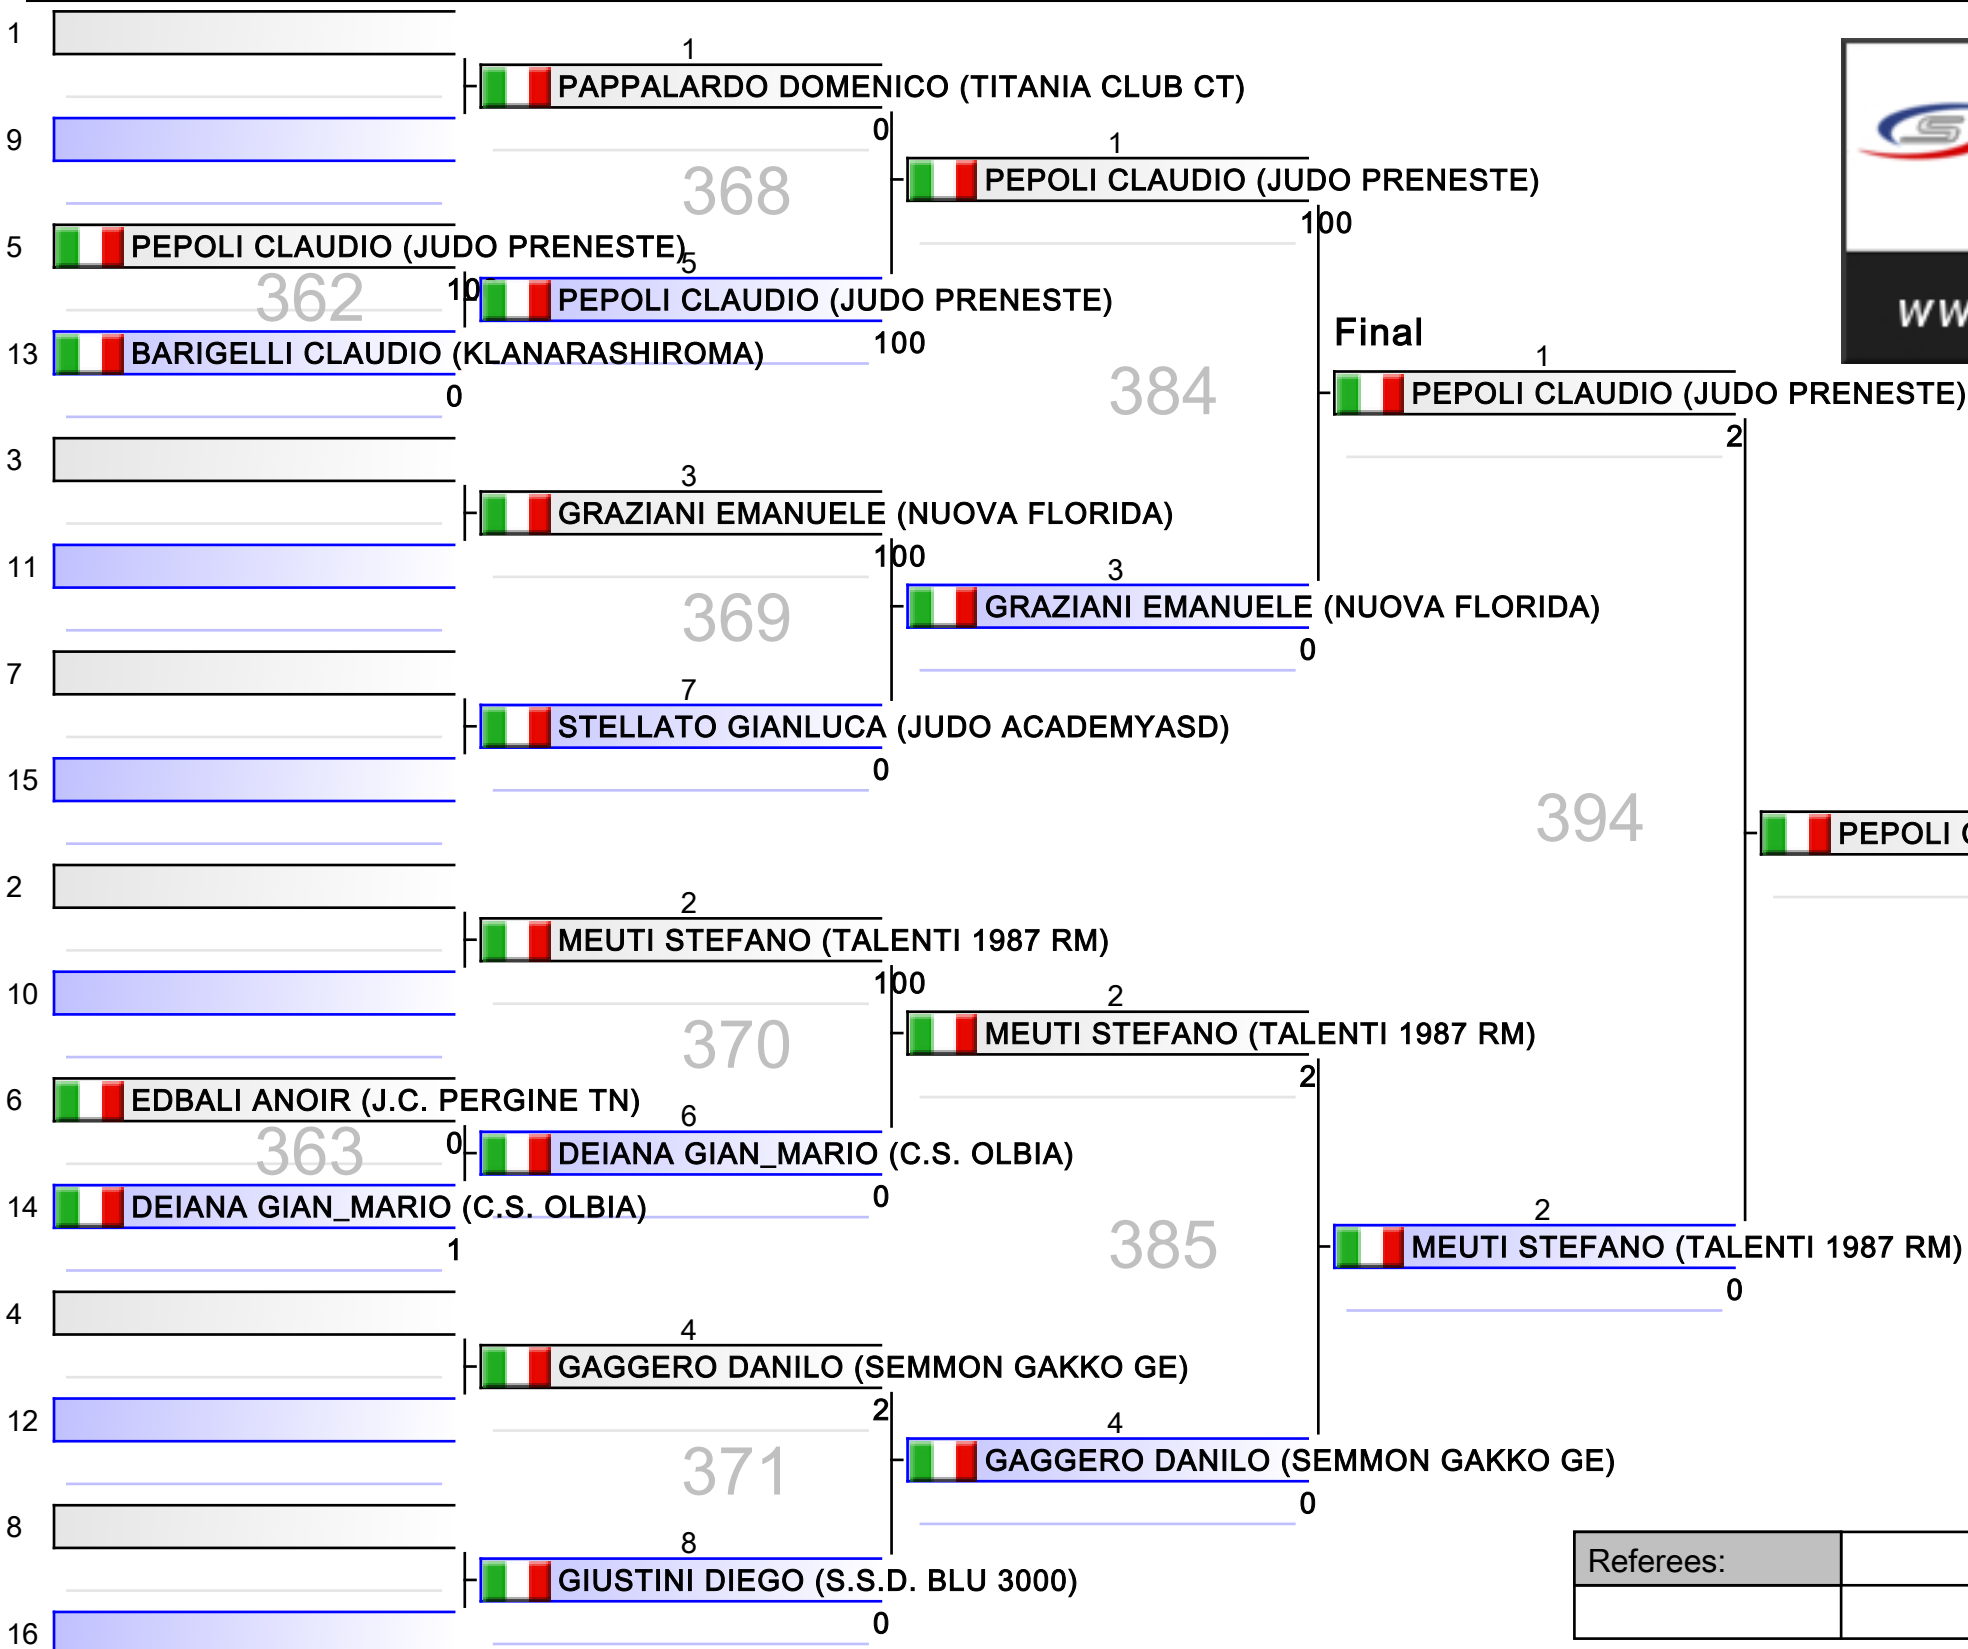 1
1
PAPPALARDO DOMENICO (TITANIA CLUB CT)
0
9
1
PEPOLI CLAUDIO (JUDO PRENESTE)
368
100
5
PEPOLI CLAUDIO (JUDO PRENESTE)
362
5
PEPOLI CLAUDIO (JUDO PRENESTE)
100
WW
Final
13
BARIGELLI CLAUDIO (KLANARASHIROMA)
0
384
1
PEPOLI CLAUDIO (JUDO PRENESTE)
2
3
3
GRAZIANI EMANUELE (NUOVA FLORIDA)
100
11
3
GRAZIANI EMANUELE (NUOVA FLORIDA)
369
0
7
7
STELLATO GIANLUCA (JUDO ACADEMYASD)
0
15
394
PEPOLI
2
2
MEUTI STEFANO (TALENTI 1987 RM)
100
10
2
MEUTI STEFANO (TALENTI 1987 RM)
370
2
6
EDBALI ANOIR (J.C. PERGINE TN)
363
0
6
DEIANA GIAN_MARIO (C.S. OLBIA)
0
14
DEIANA GIAN_MARIO (C.S. OLBIA)
1
385
2
MEUTI STEFANO (TALENTI 1987 RM)
0
4
4
GAGGERO DANILO (SEMMON GAKKO GE)
2
12
4
GAGGERO DANILO (SEMMON GAKKO GE)
371
0
8
8
GIUSTINI DIEGO (S.S.D. BLU 3000)
0
16
Referees: